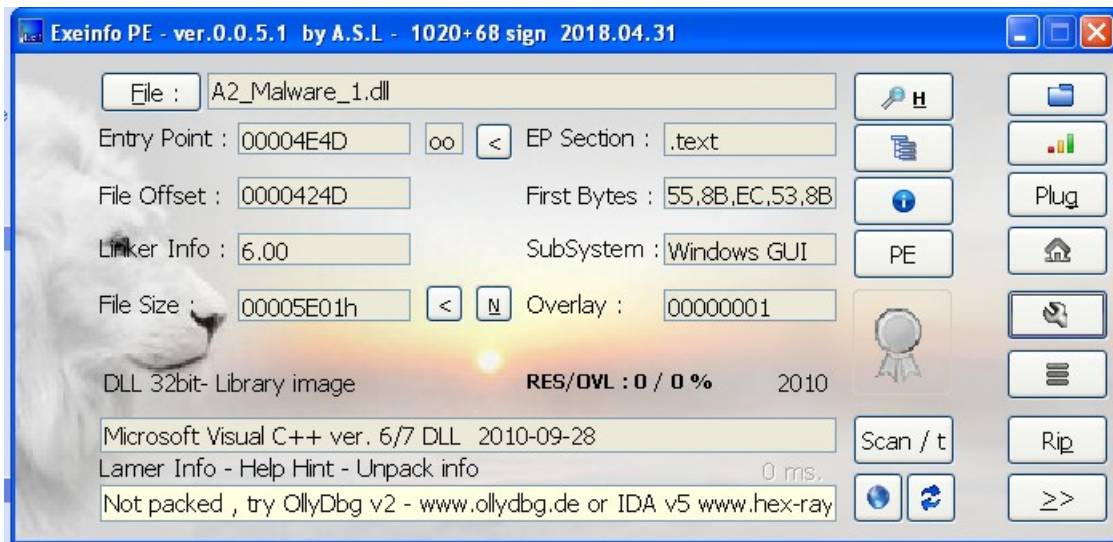 Exeinfo PE - ver.0.0.5.1 by A.S.L - 1020+68 sign 2018.04.31
File : A2_Malware_1.dll H
Entry Point : 00004E4D oo < EP Section : .text
File Offset : 0000424D First Bytes : 55,8B,EC,53,8B Plug
Linker Info : 6.00 SubSystem : Windows GUI PE
File Size : 00005E01h < N Overlay : 00000001
DLL 32bit- Library image RES/OVL : 0 / 0 % 2010
Microsoft Visual C++ ver. 6/7 DLL 2010-09-28 Scan / t Rip
Lamer Info - Help Hint - Unpack info 0 ms.
Not packed , try OllyDbg v2 - www.ollydbg.de or IDA v5 www.hex-ray >>